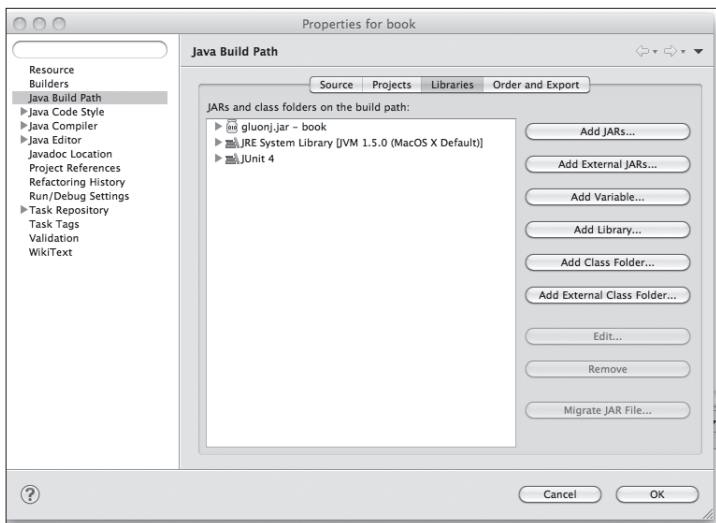 Properties for book
Java Build Path
Resource
Builders
Java Build Path
Java Code Style
Java Compiler
Java Editor
Javadoc Location
Project References
Refactoring History
Run/Debug Settings
Task Repository
Task Tags
Validation
WikiText
Source Projects Libraries Order and Export
JARs and class folders on the build path:
gluonj.jar – book
JRE System Library [JVM 1.5.0 (MacOS X Default)]
JUnit 4
Add JARs...
Add External JARs...
Add Variable...
Add Library...
Add Class Folder...
Add External Class Folder...
Edit...
Remove
Migrate JAR File...
?
Cancel
OK